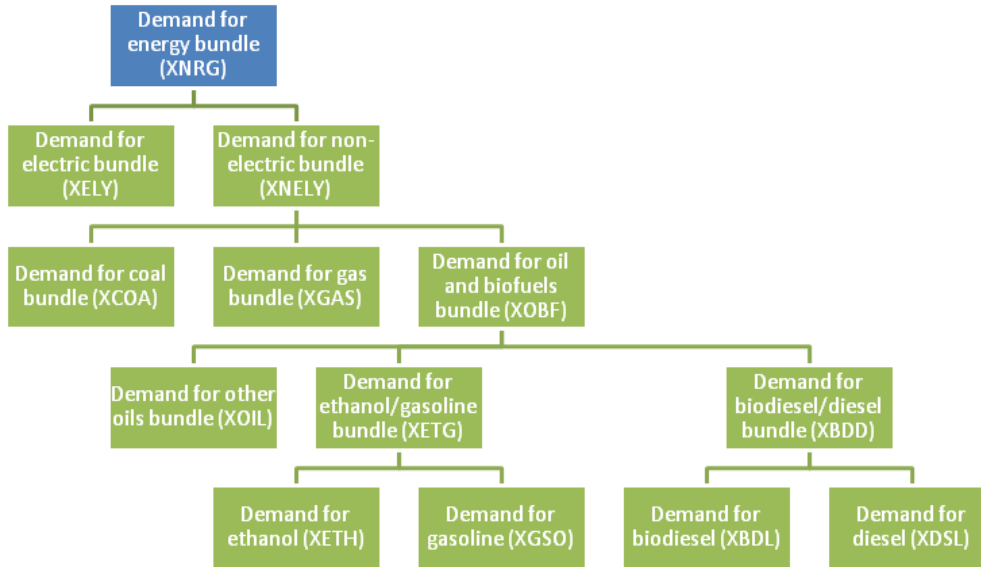 Demand for
energy bundle
(XNRG)
Demand for
electric bundle
(XELY)
Demand for non-
electric bundle
(XNELY)
Demand for coal
bundle (XCOA)
Demand for gas
bundle (XGAS)
Demand for oil
and biofuels
bundle (XOBF)
Demand for other
oils bundle (XOIL)
Demand for
ethanol/gasoline
bundle (XETG)
Demand for
biodiesel/diesel
bundle (XBDD)
Demand for
ethanol (XETH)
Demand for
gasoline (XGSO)
Demand for
biodiesel (XBDL)
Demand for
diesel (XDSL)